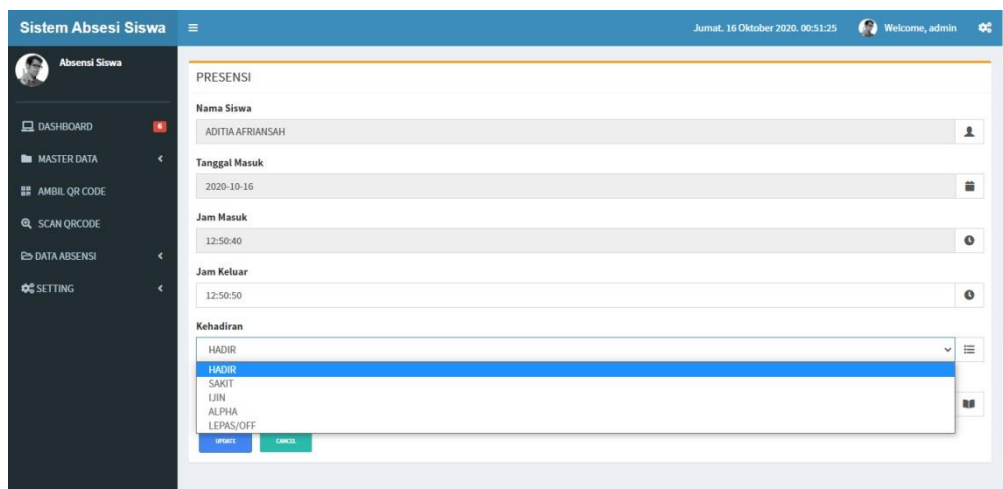 Sistem Absesi Siswa
Jumat. 16 Oktober 2020. 00:51:25
Welcome, admin
Absensi Siswa
DASHBOARD
6
MASTER DATA
AMBIL QR CODE
SCAN QRCODE
DATA ABSENSI
SETTING
PRESENSI
Nama Siswa
ADITIA AFRIANSAH
Tanggal Masuk
2020-10-16
Jam Masuk
12:50:40
Jam Keluar
12:50:50
Kehadiran
HADIR
HADIR
SAKIT
IJIN
ALPHA
LEPAS/OFF
UPDATE
CANCEL